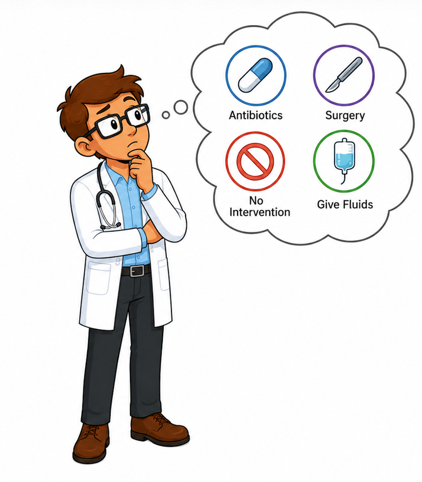 Antibiotics
Surgery
No
Intervention
Give Fluids